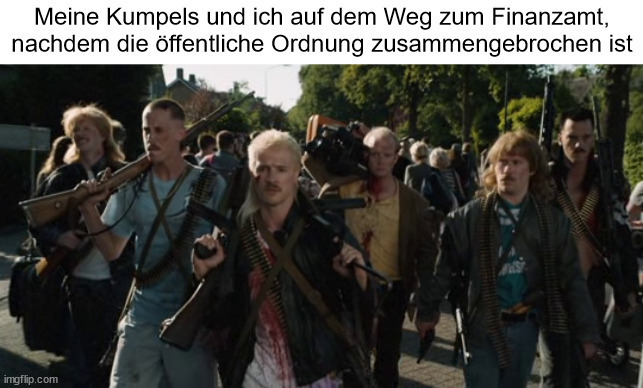 Meine Kumpels und ich auf dem Weg zum Finanzamt,
nachdem die öffentliche Ordnung zusammengebrochen ist
imgflip.com